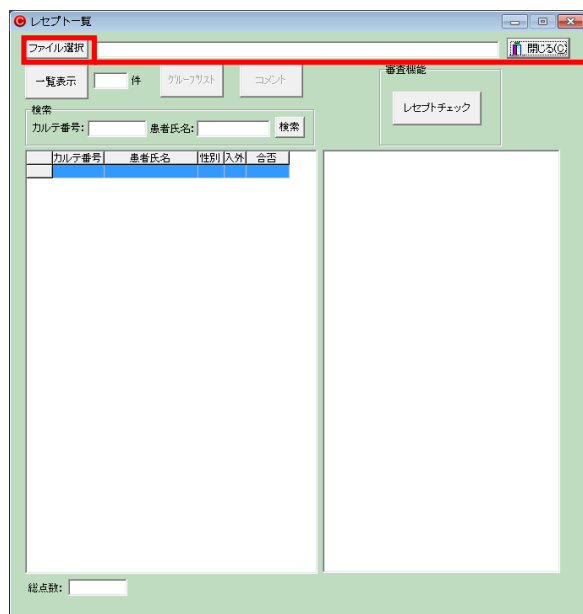 レセプト一覧
ファイル選択
閉じる(C)
一覧表示
件
グループリスト
コメント
審査機能
レセプトチェック
検索
カルテ番号:
患者氏名:
検索
カルテ番号 患者氏名 性別 入外 合否
総点数: